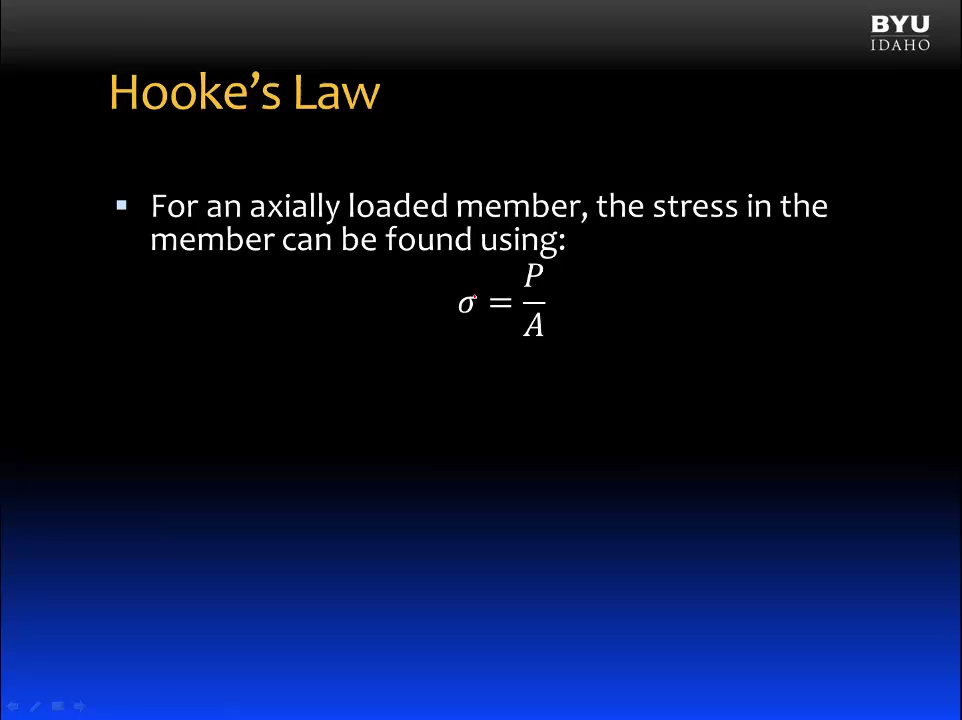 BYU
IDAHO
Hooke’s Law
▪ For an axially loaded member, the stress in the
member can be found using:
σ = P/A